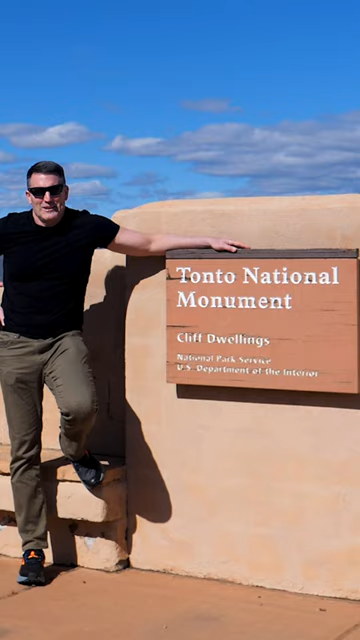 Tonto National
Monument
Cliff Dwellings
National Park Service
U.S. Department of the Interior